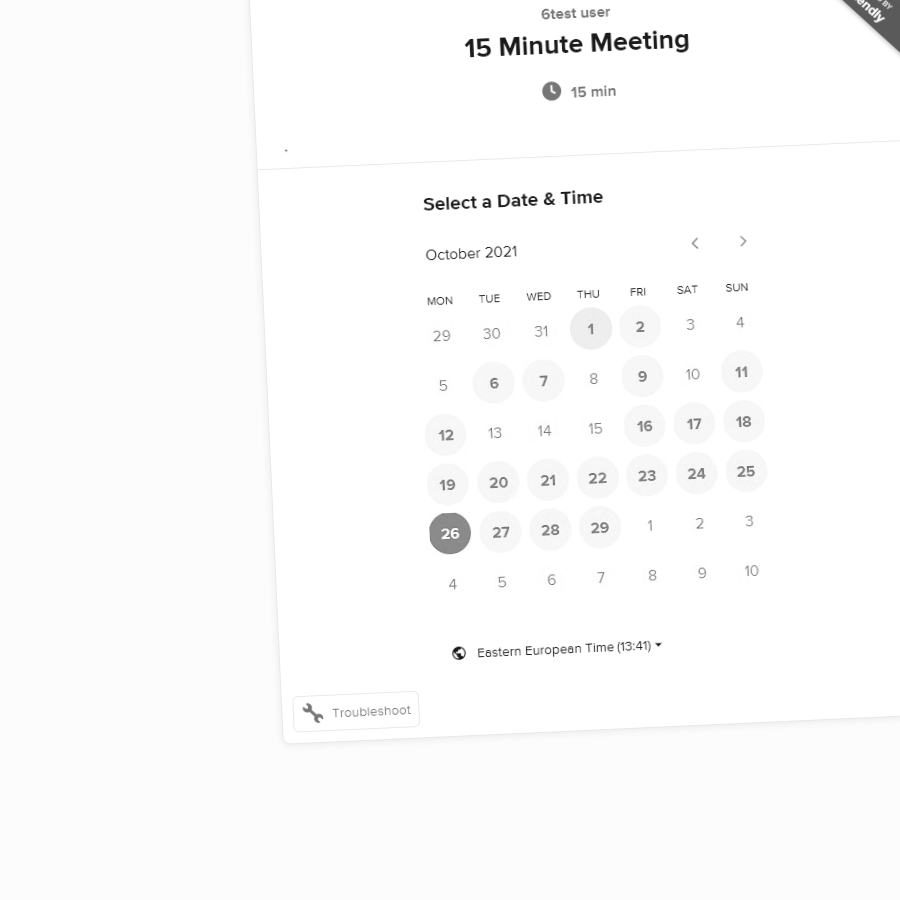 6test user
15 Minute Meeting
15 min
BY
endly
Select a Date & Time
October 2021
MON TUE WED THU FRI SAT SUN
29 30 31 1 2 3 4
5 6 7 8 9 10 11
12 13 14 15 16 17 18
19 20 21 22 23 24 25
26 27 28 29 1 2 3
4 5 6 7 8 9 10
Eastern European Time (13:41)
Troubleshoot